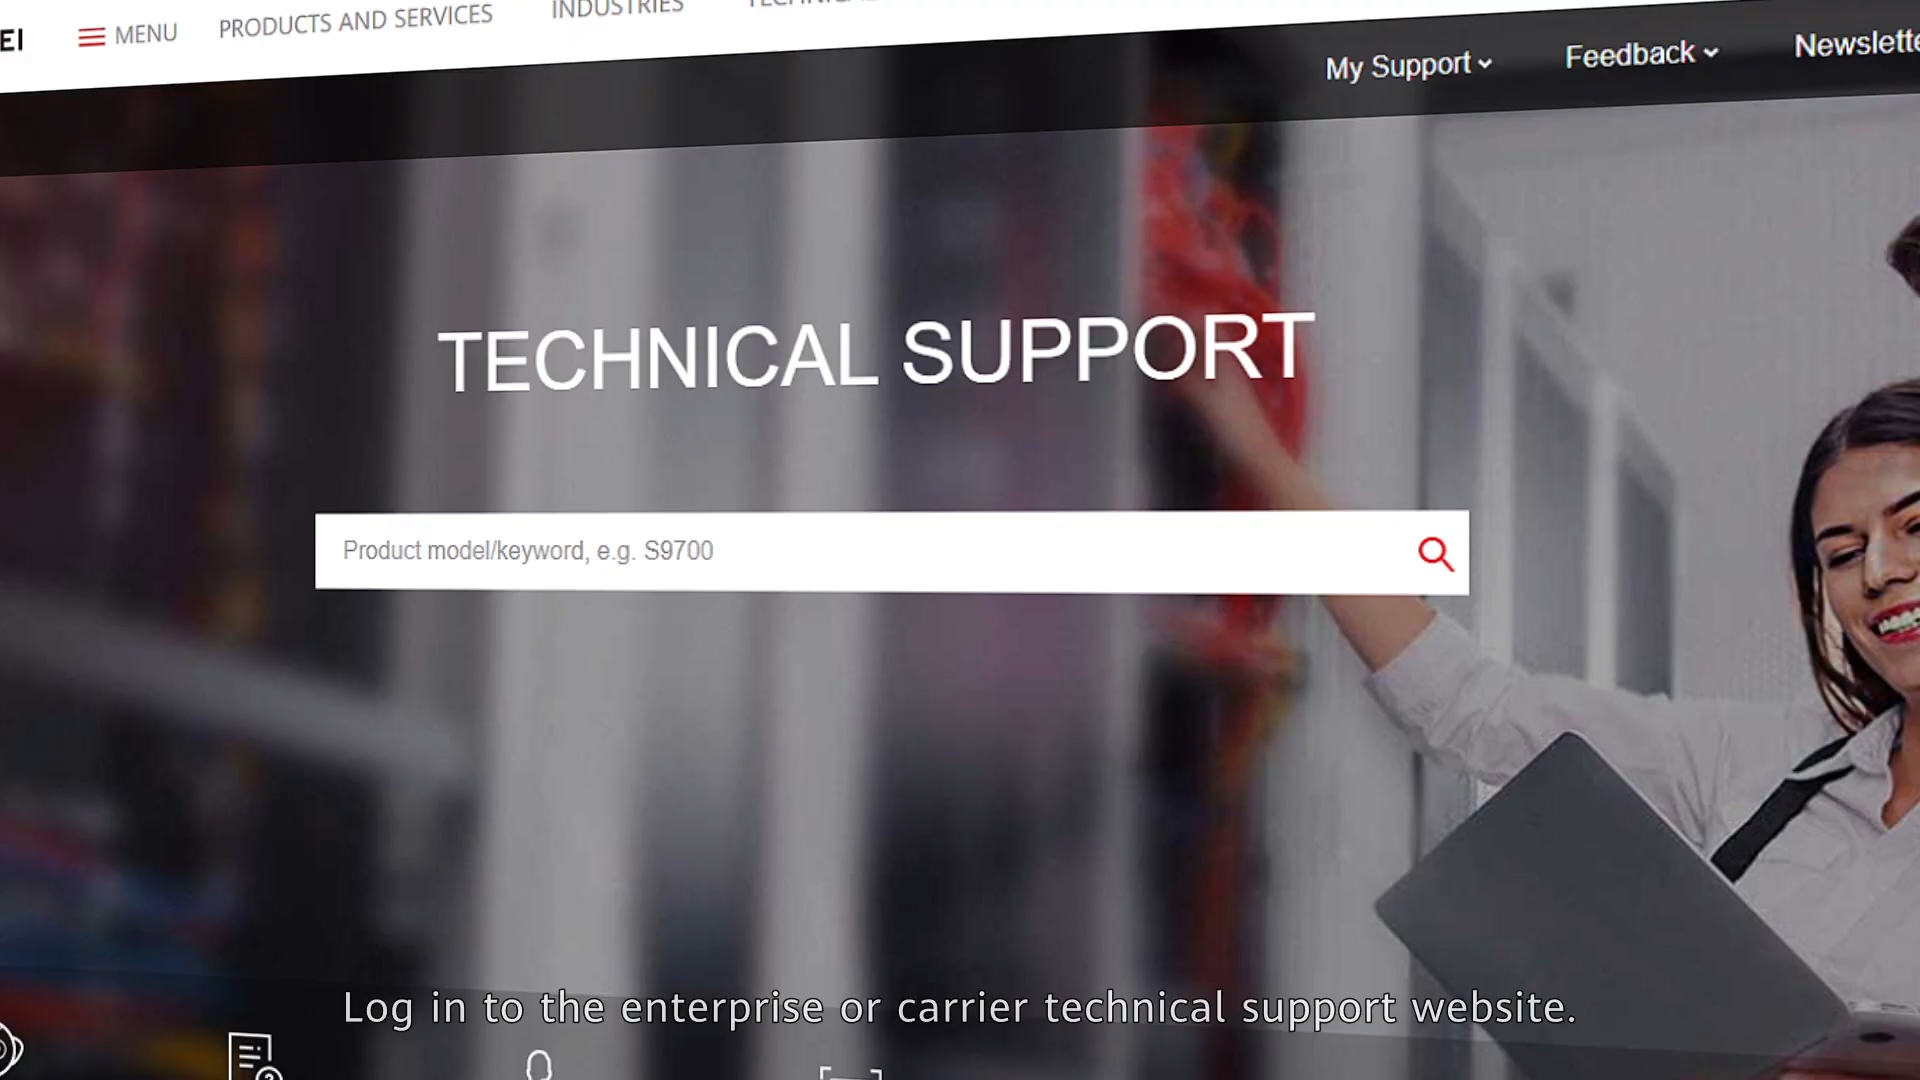 EI MENU PRODUCTS AND SERVICES INDUSTRIES
My Support Feedback
TECHNICAL SUPPORT
Product model/keyword, e.g. S9700
Log in to the enterprise or carrier technical support website.